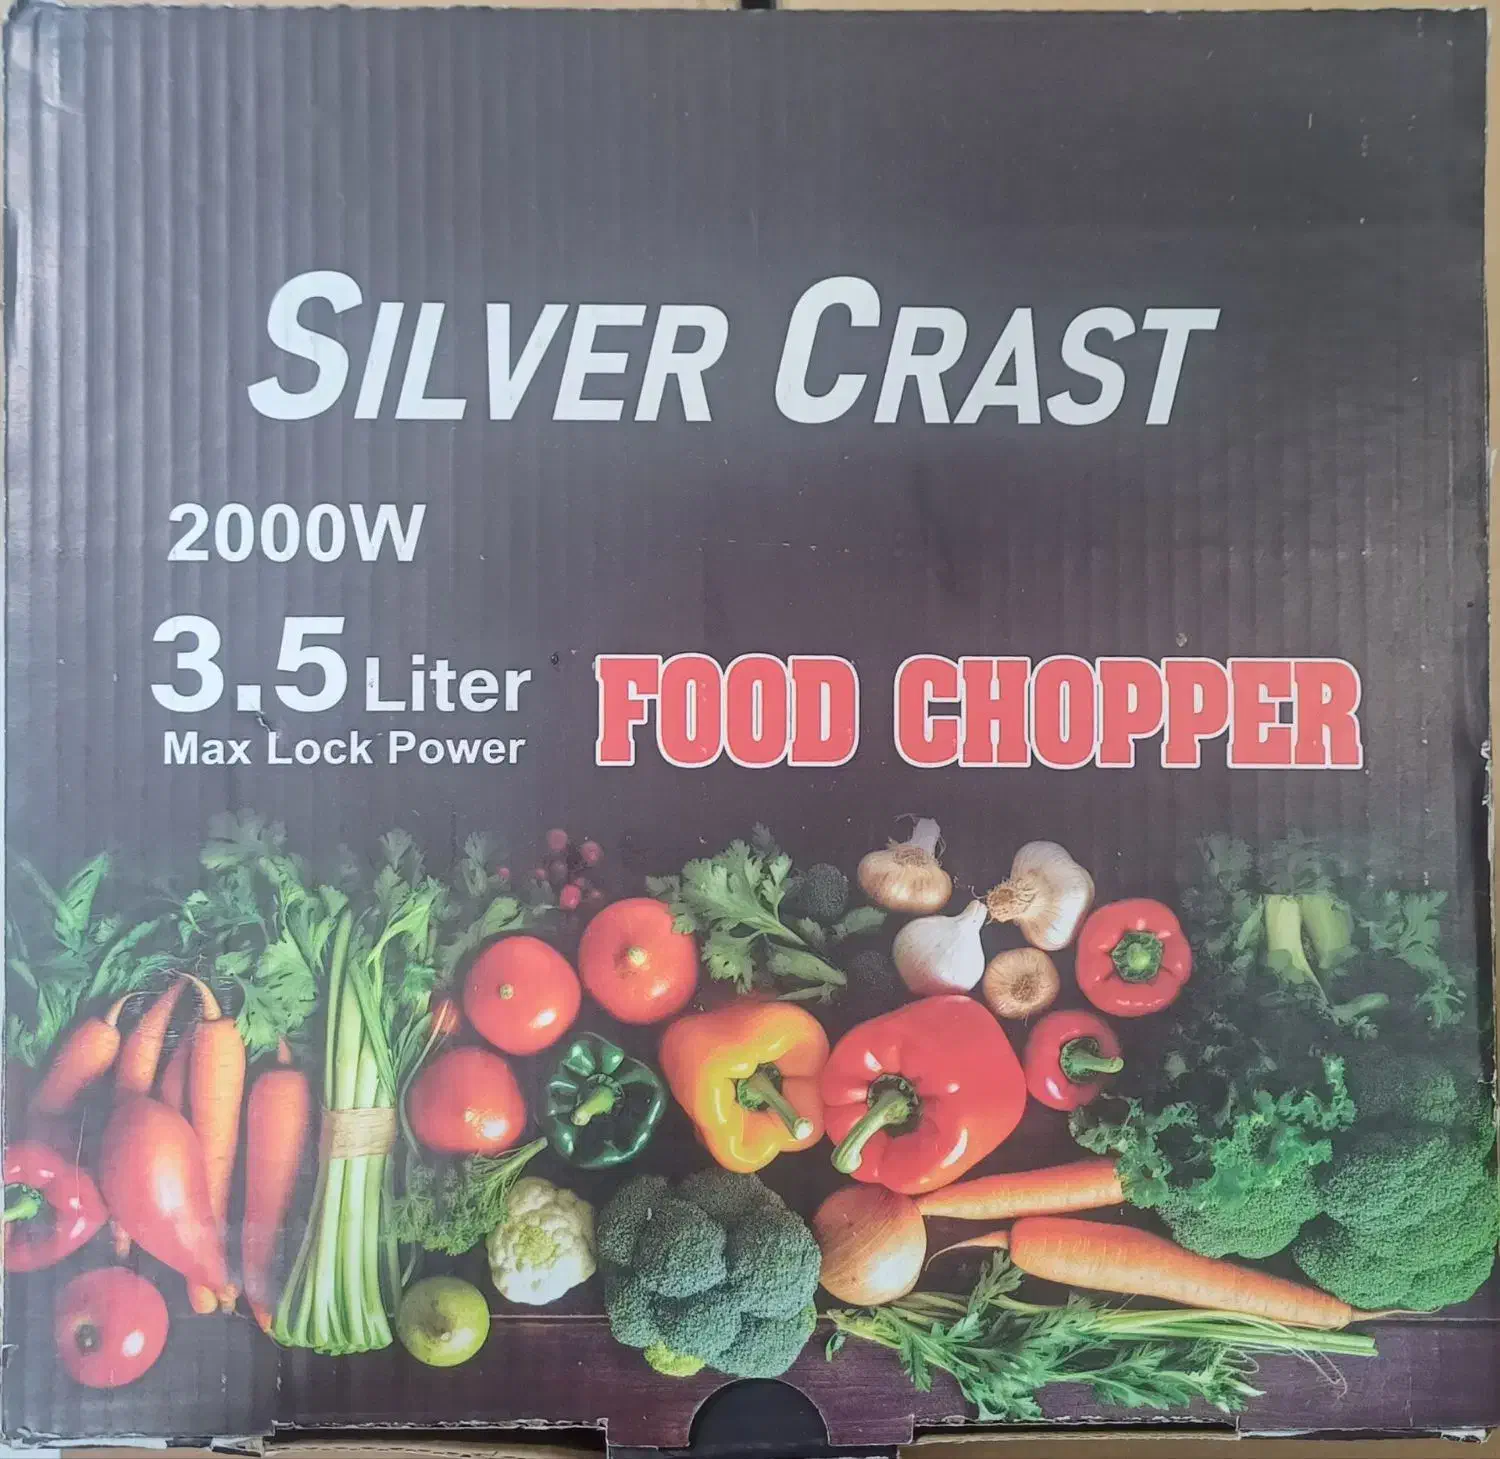 SILVER CRAST
2000W
3.5 Liter
Max Lock Power
FOOD CHOPPER